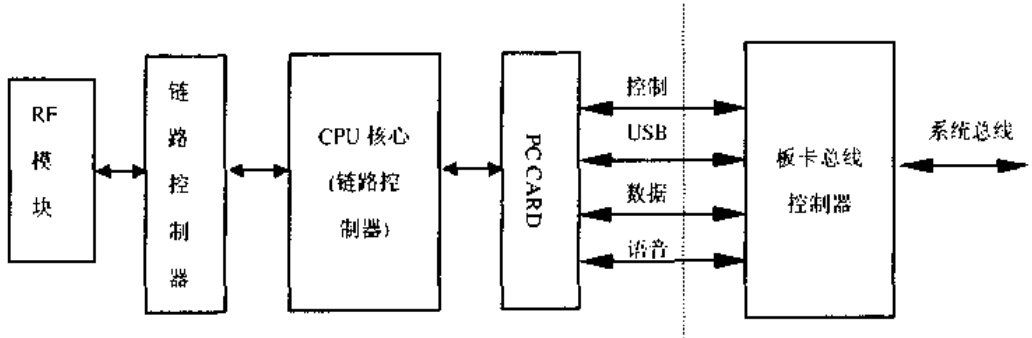 RF
模
块
链
路
控
制
器
CPU 核心
(链路控
制器)
PC CARD
控制
USB
数据
语音
板卡总线
控制器
系统总线